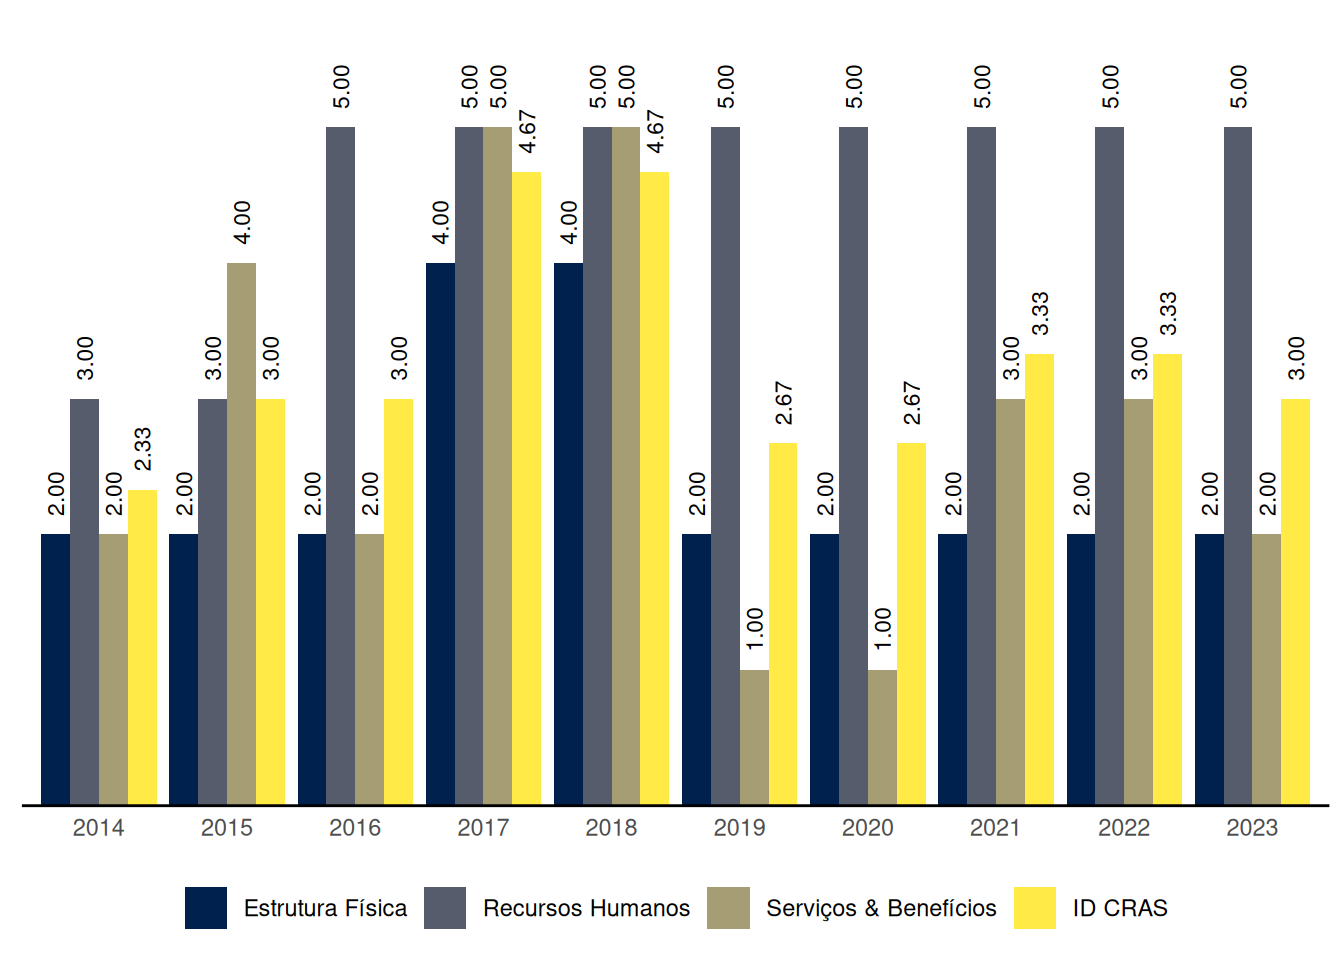 5.00 5.00 5.00 5.00 5.00 5.00 5.00 5.00 5.00 5.00
4.67 4.67
4.00 4.00 4.00
3.33 3.33
3.00 3.00 3.00 3.00 3.00 3.00 3.00
2.67 2.67
2.33
2.00 2.00 2.00 2.00 2.00 2.00 2.00 2.00 2.00 2.00 2.00
1.00 1.00
2014 2015 2016 2017 2018 2019 2020 2021 2022 2023
Estrutura Física Recursos Humanos Serviços & Benefícios ID CRAS